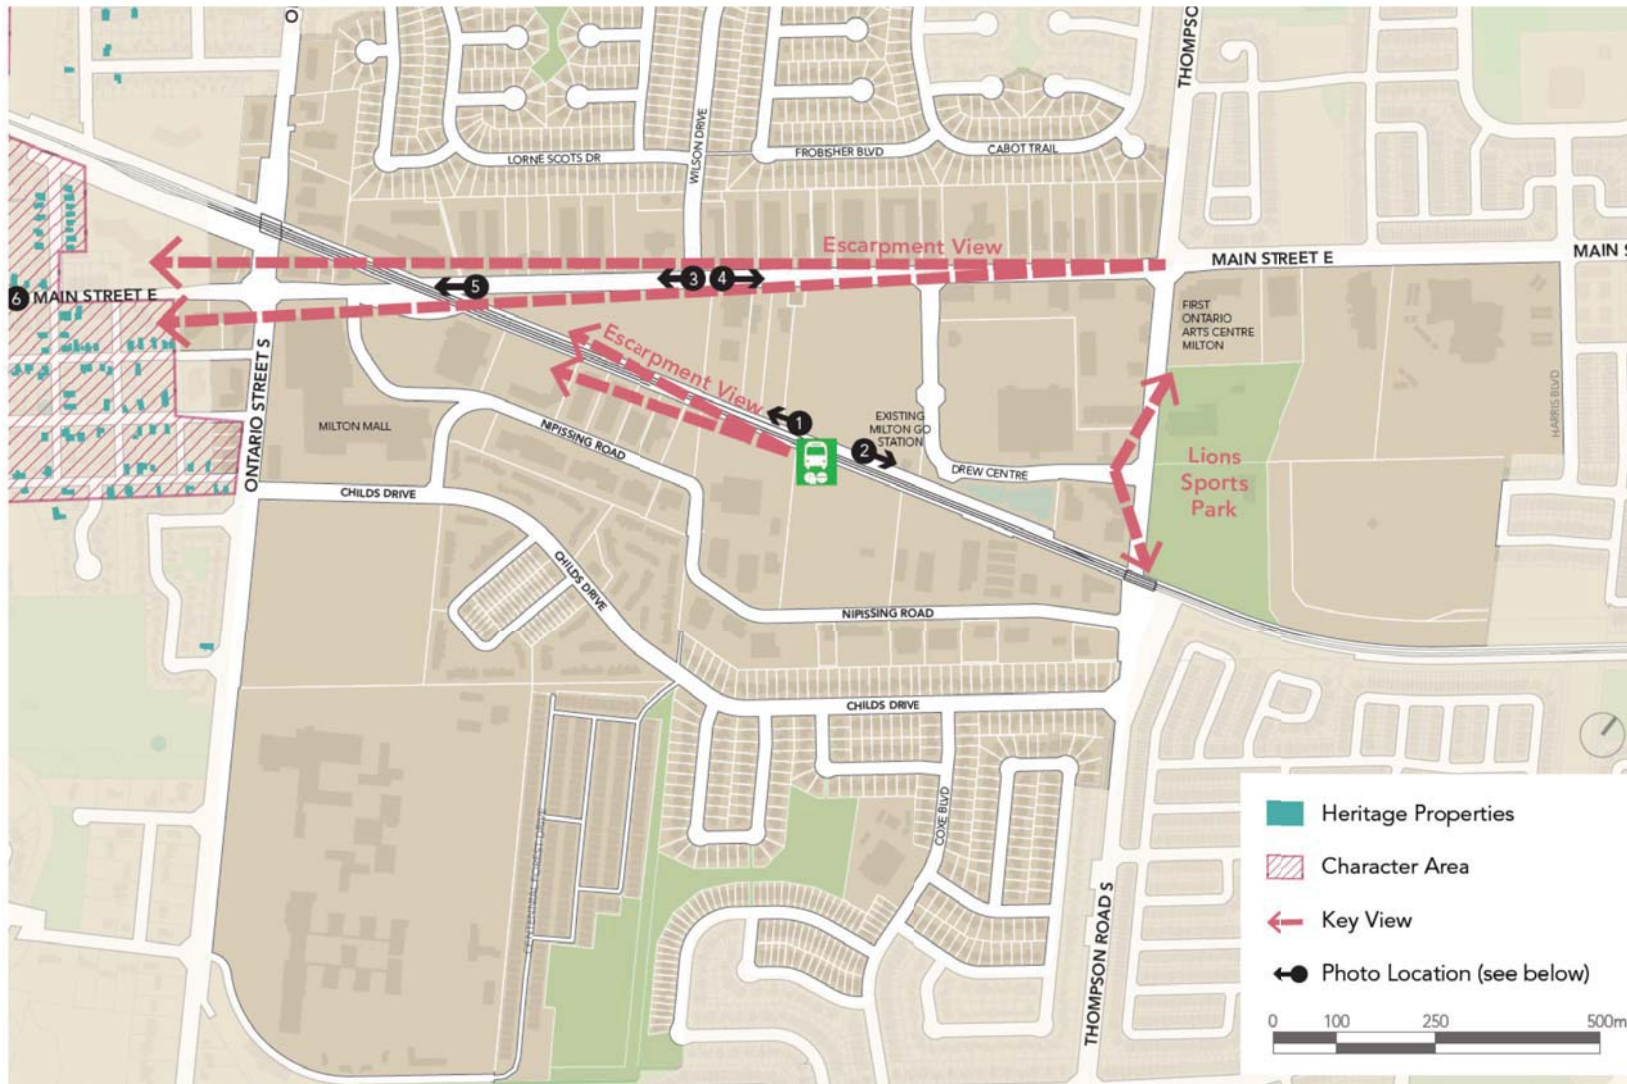 O
THOMPSO
WILSON DRIVE
LORNE SCOTS DR
FROBISHER BLVD
CABOT TRAIL
Escarpment View
MAIN STREET E
MAIN S
6
MAIN STREET E
5
3
4
FIRST
ONTARIO
ARTS CENTRE
MILTON
ONTARIO STREET S
Escarpment View
HARRIS BLVD
MILTON MALL
NIPISSING ROAD
1
EXISTING
MILTON GO
STATION
2
DREW CENTRE
Lions
Sports
Park
CHILDS DRIVE
CHILDS DRIVE
NIPISSING ROAD
CHILDS DRIVE
COXE BLVD
CENTENNIAL FOREST DRIVE
THOMPSON ROAD S
Heritage Properties
Character Area
Key View
Photo Location (see below)
0 100 250 500m